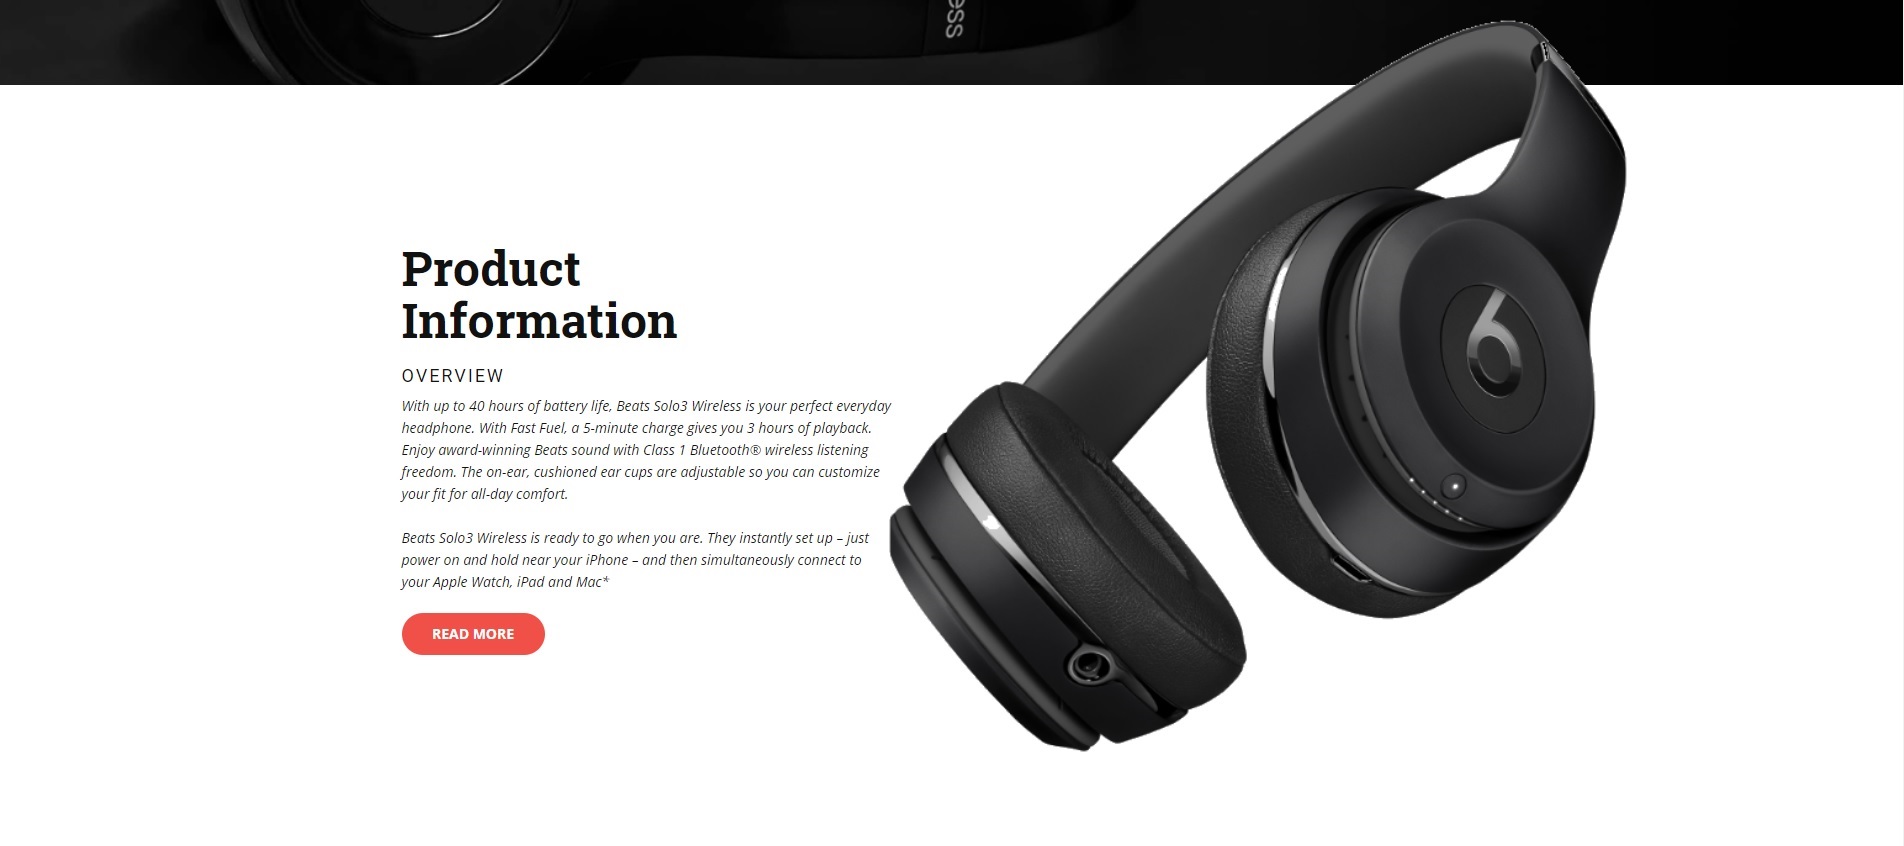 ess
Product
Information
OVERVIEW
With up to 40 hours of battery life, Beats Solo3 Wireless is your perfect everyday
headphone. With Fast Fuel, a 5-minute charge gives you 3 hours of playback.
Enjoy award-winning Beats sound with Class 1 Bluetooth® wireless listening
freedom. The on-ear, cushioned ear cups are adjustable so you can customize
your fit for all-day comfort.
Beats Solo3 Wireless is ready to go when you are. They instantly set up – just
power on and hold near your iPhone – and then simultaneously connect to
your Apple Watch, iPad and Mac*
READ MORE